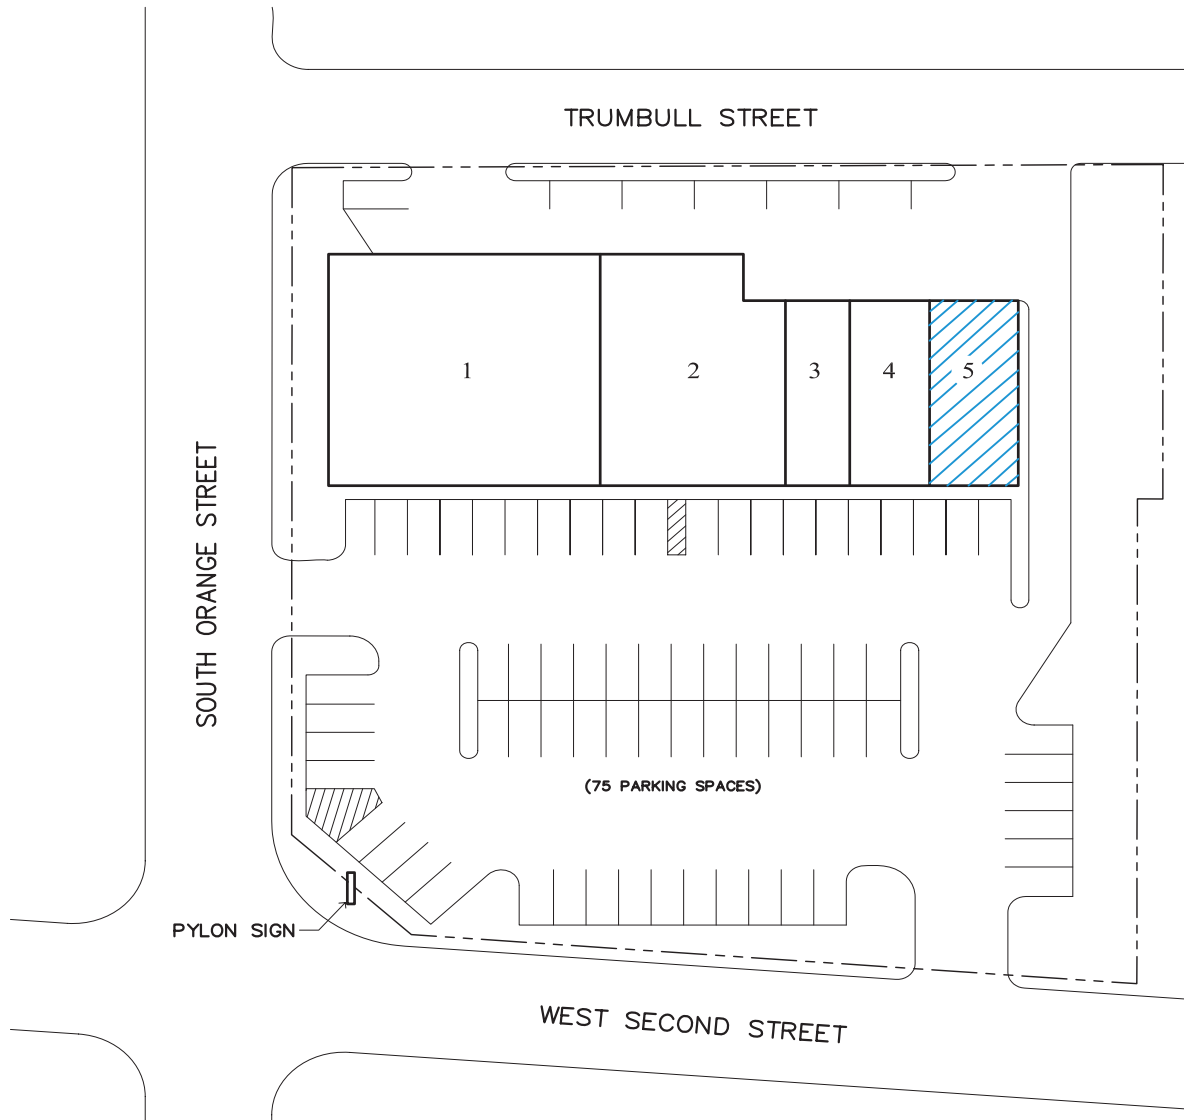 TRUMBULL STREET
1
2
3
4
5
SOUTH ORANGE STREET
(75 PARKING SPACES)
PYLON SIGN
WEST SECOND STREET